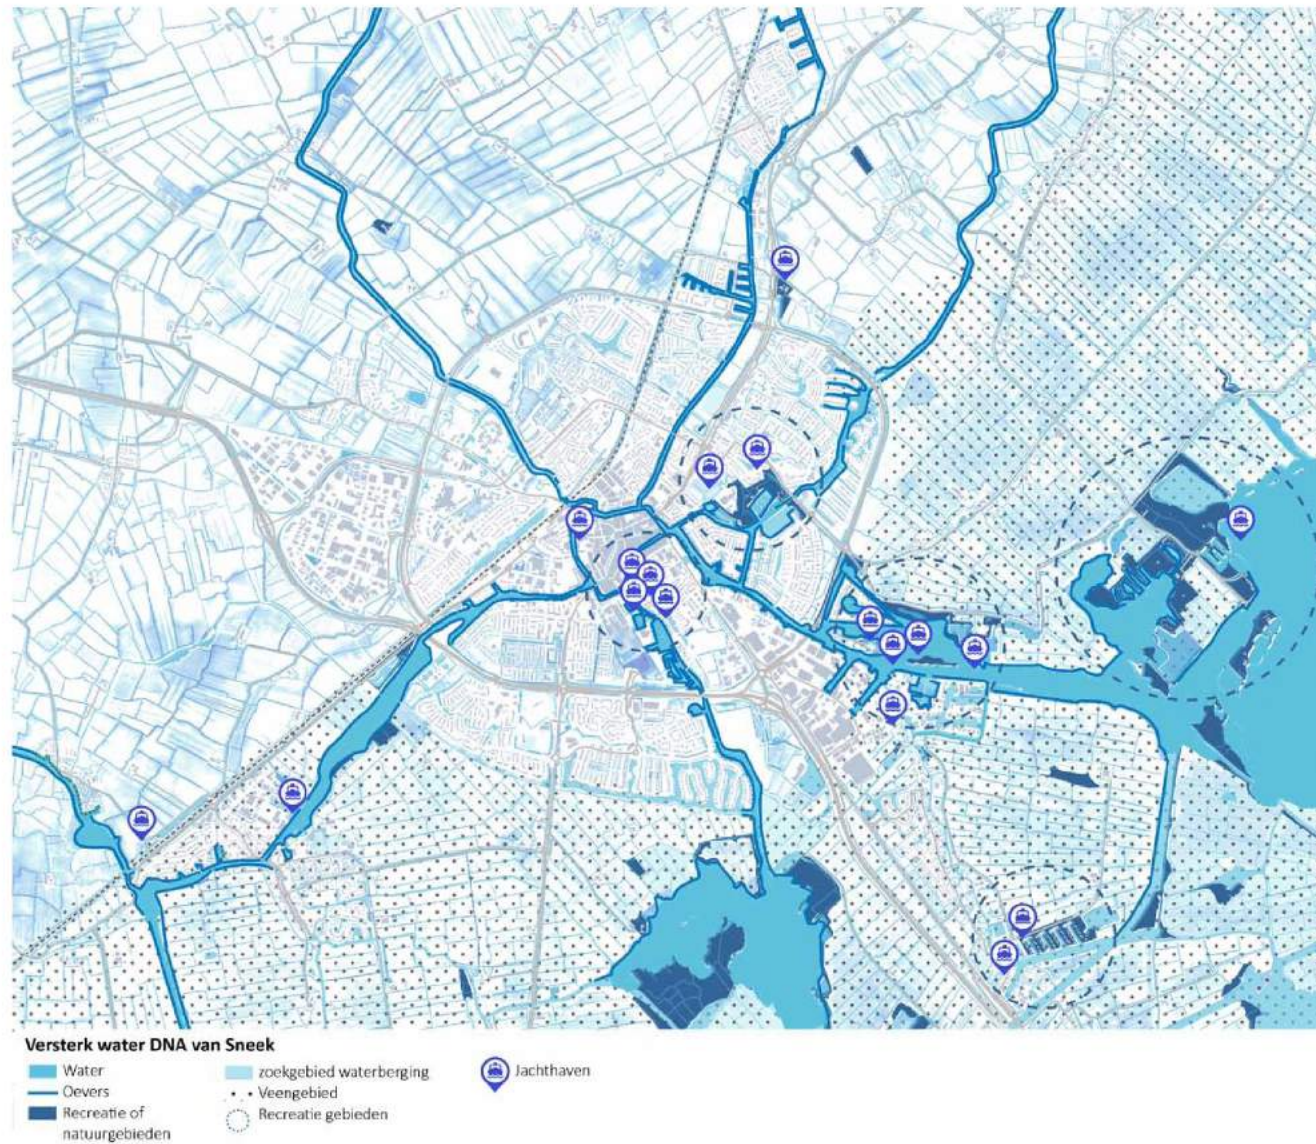 Versterk water DNA van Sneek
Water
Oevers
Recreatie of
natuurgebieden
zoekgebied waterberging
Veengebied
Recreatie gebieden
Jachthaven